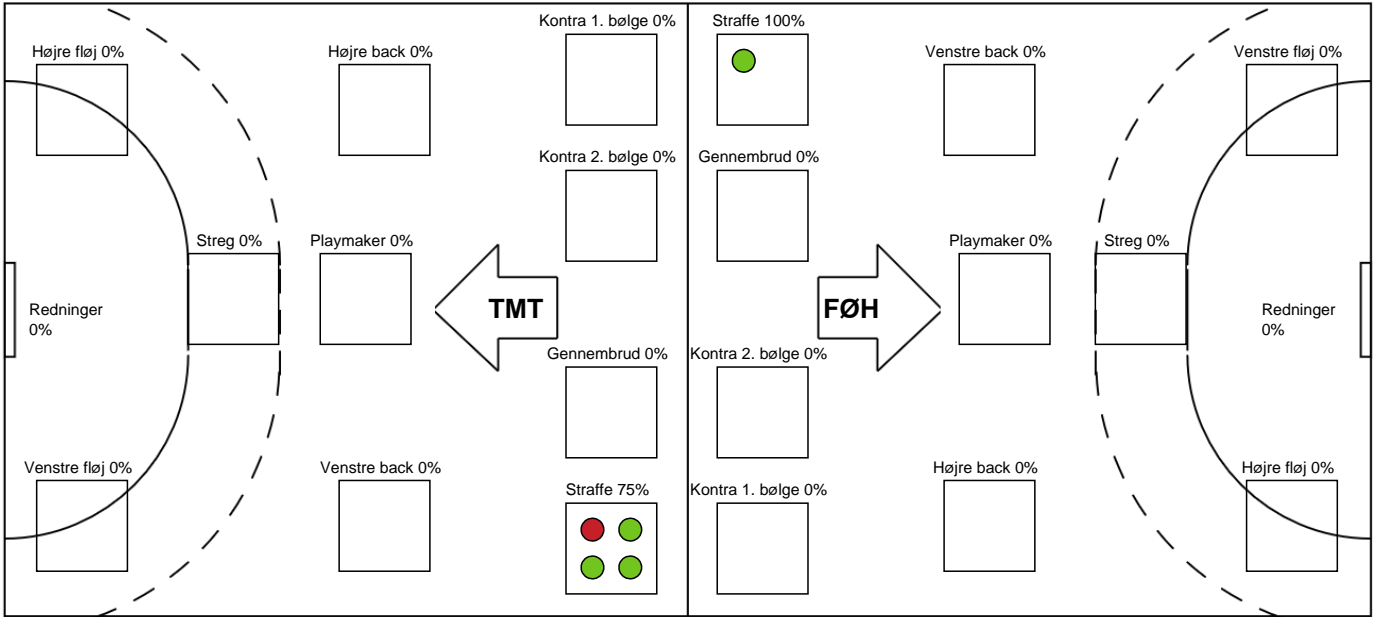 Kontra 1. bølge 0%
Straffe 100%
Højre fløj 0%
Højre back 0%
Venstre back 0%
Venstre fløj 0%
Kontra 2. bølge 0%
Gennembrud 0%
Streg 0%
Playmaker 0%
Playmaker 0%
Streg 0%
Redninger
0%
TMT
FØH
Redninger
0%
Gennembrud 0%
Kontra 2. bølge 0%
Venstre fløj 0%
Venstre back 0%
Højre back 0%
Højre fløj 0%
Straffe 75%
Kontra 1. bølge 0%